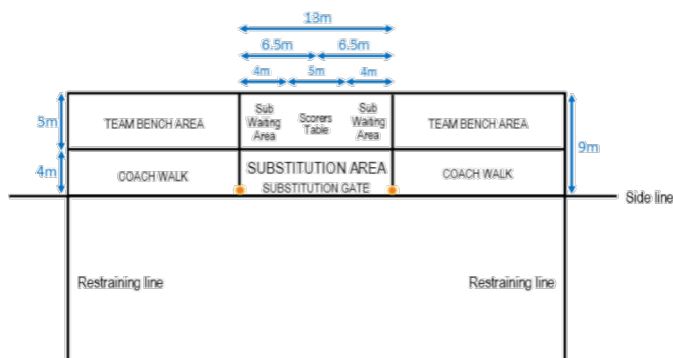 13m
6.5m 6.5m
4m 5m 4m
5m
TEAM BENCH AREA
Sub
Waiting
Area
Scorers
Table
Sub
Waiting
Area
TEAM BENCH AREA
9m
4m
COACH WALK
SUBSTITUTION AREA
COACH WALK
SUBSTITUTION GATE
Side line
Restraining line
Restraining line